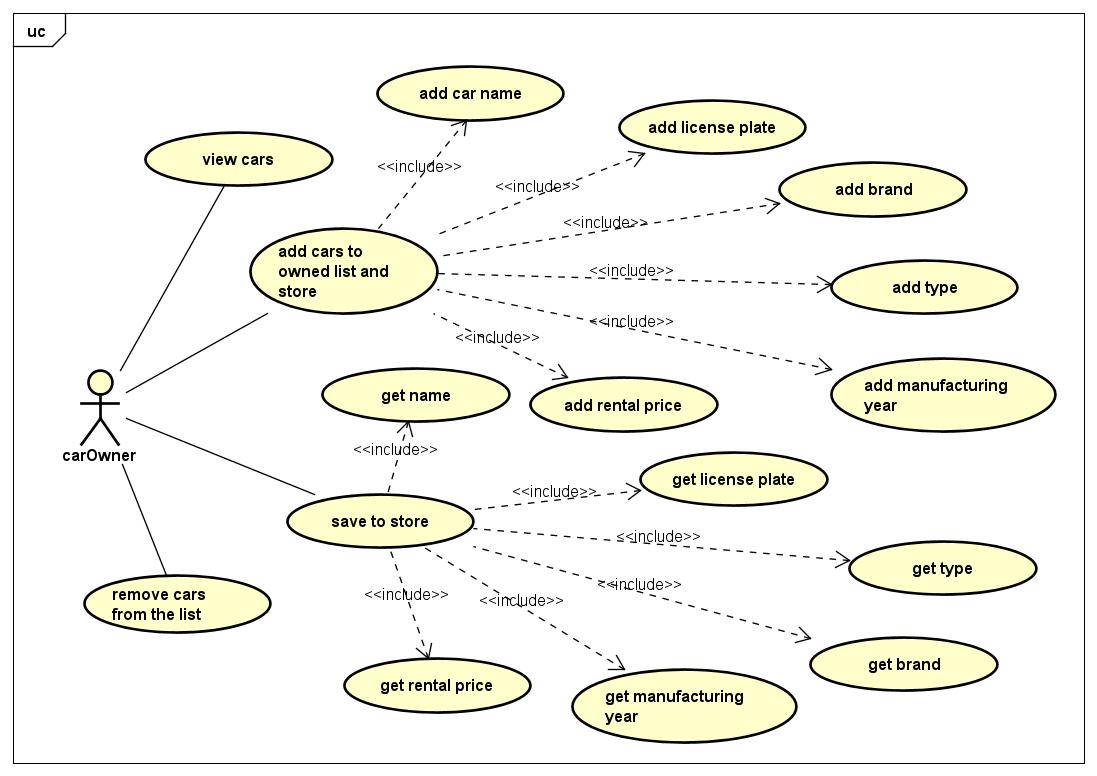 uc
add car name
add license plate
view cars
<<include>>
<<include>>
add brand
<<include>>
add cars to
owned list and
store
<<include>>
add type
<<include>>
<<include>>
add manufacturing
year
get name
add rental price
<<include>>
carOwner
get license plate
<<include>>
save to store
<<include>>
get type
<<include>>
<<include>>
<<include>>
remove cars
from the list
get brand
get rental price
get manufacturing
year